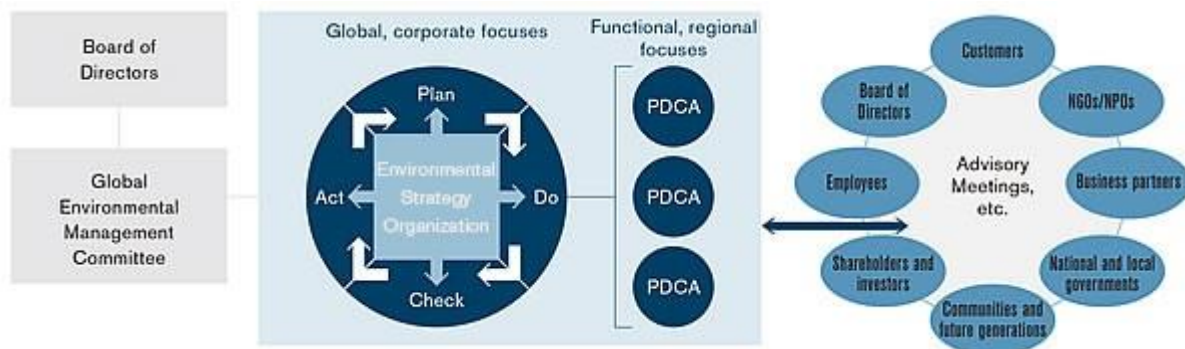 Board of
Directors
Global
Environmental
Management
Committee
Global, corporate focuses
Plan
Environmental
Strategy
Organization
Act
Do
Check
Functional, regional
focuses
PDCA
PDCA
PDCA
Customers
Board of
Directors
NGOs/NPOs
Employees
Advisory
Meetings,
etc.
Business partners
Shareholders and
investors
National and local
governments
Communities and
future generations